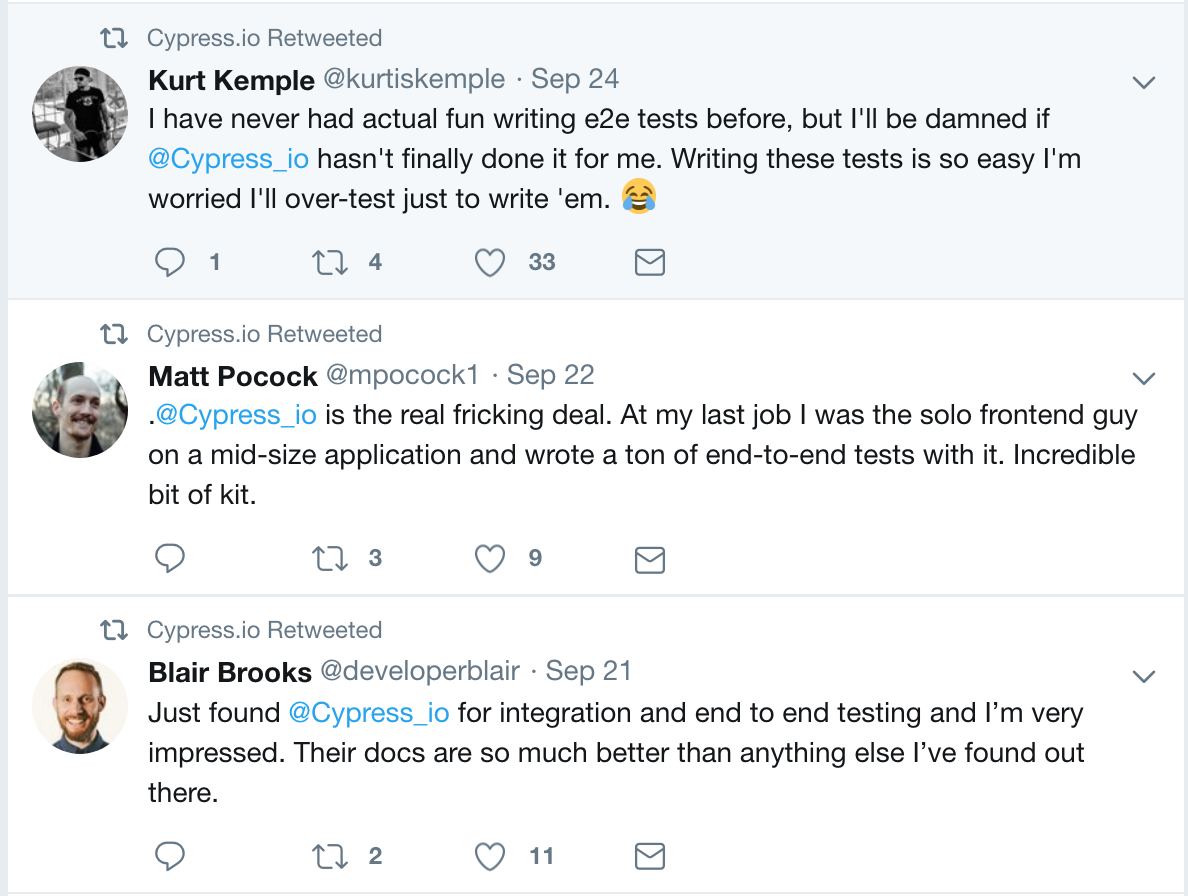 Cypress.io Retweeted
Kurt Kemple @kurtiskemple · Sep 24
I have never had actual fun writing e2e tests before, but I'll be damned if
@Cypress_io hasn't finally done it for me. Writing these tests is so easy I'm
worried I'll over-test just to write 'em. 😂
1 4 33
Cypress.io Retweeted
Matt Pocock @mpocock1 · Sep 22
.@Cypress_io is the real fricking deal. At my last job I was the solo frontend guy
on a mid-size application and wrote a ton of end-to-end tests with it. Incredible
bit of kit.
3 9
Cypress.io Retweeted
Blair Brooks @developerblair · Sep 21
Just found @Cypress_io for integration and end to end testing and I’m very
impressed. Their docs are so much better than anything else I’ve found out
there.
2 11